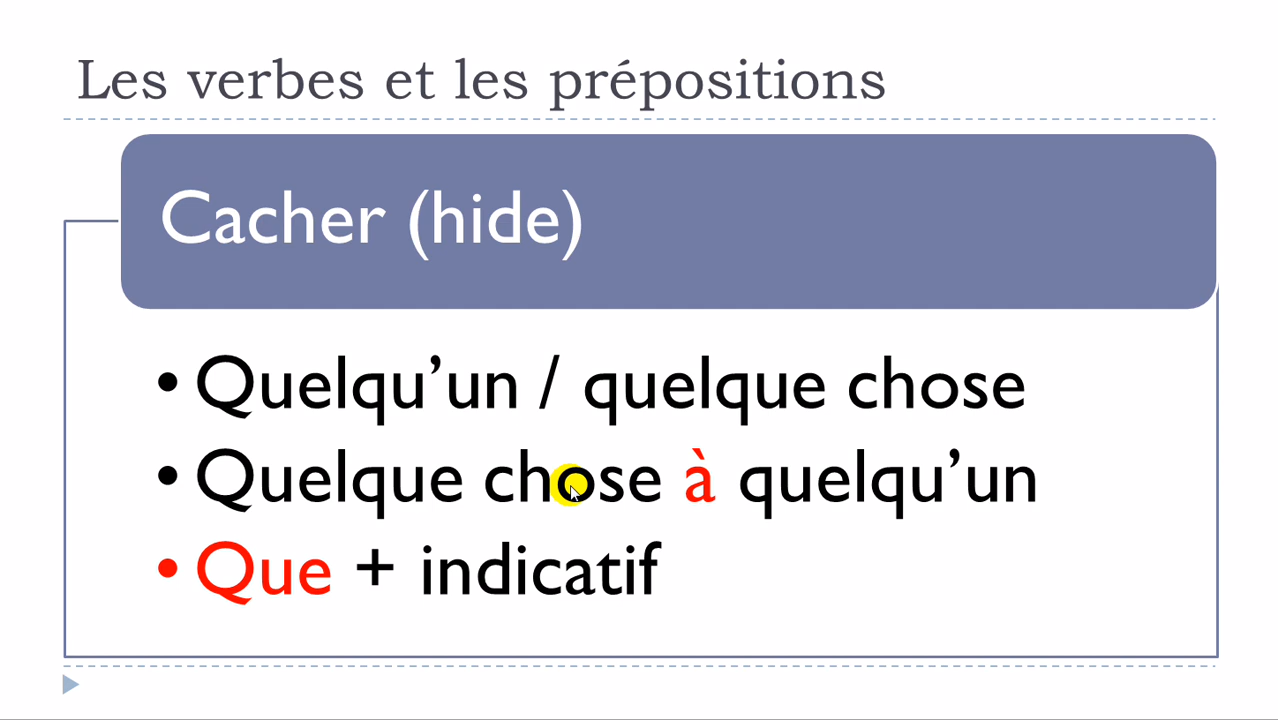 Les verbes et les prépositions
Cacher (hide)
• Quelqu’un / quelque chose
• Quelque chose à quelqu’un
• Que + indicatif